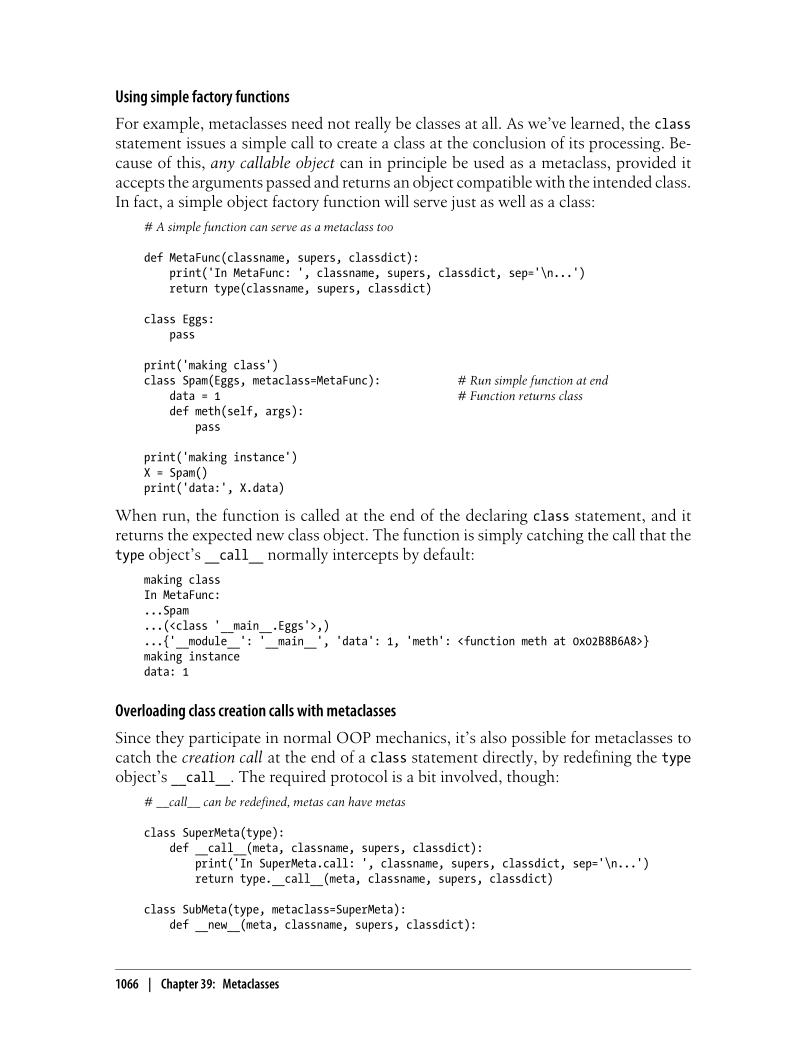 Using simple factory functions
For example, metaclasses need not really be classes at all. As we’ve learned, the class
statement issues a simple call to create a class at the conclusion of its processing. Be-
cause of this, any callable object can in principle be used as a metaclass, provided it
accepts the arguments passed and returns an object compatible with the intended class.
In fact, a simple object factory function will serve just as well as a class:
# A simple function can serve as a metaclass too
def MetaFunc(classname, supers, classdict):
    print('In MetaFunc: ', classname, supers, classdict, sep='\n...')
    return type(classname, supers, classdict)
class Eggs:
    pass
print('making class')
class Spam(Eggs, metaclass=MetaFunc):            # Run simple function at end
    data = 1                                     # Function returns class
    def meth(self, args):
        pass
print('making instance')
X = Spam()
print('data:', X.data)
When run, the function is called at the end of the declaring class statement, and it
returns the expected new class object. The function is simply catching the call that the
type object’s __call__ normally intercepts by default:
making class
In MetaFunc:
...Spam
...(<class '__main__.Eggs'>,)
...{'__module__': '__main__', 'data': 1, 'meth': <function meth at 0x02B8B6A8>}
making instance
data: 1
Overloading class creation calls with metaclasses
Since they participate in normal OOP mechanics, it’s also possible for metaclasses to
catch the creation call at the end of a class statement directly, by redefining the type
object’s __call__. The required protocol is a bit involved, though:
# __call__ can be redefined, metas can have metas
class SuperMeta(type):
    def __call__(meta, classname, supers, classdict):
        print('In SuperMeta.call: ', classname, supers, classdict, sep='\n...')
        return type.__call__(meta, classname, supers, classdict)
class SubMeta(type, metaclass=SuperMeta):
    def __new__(meta, classname, supers, classdict):
1066 | Chapter 39: Metaclasses